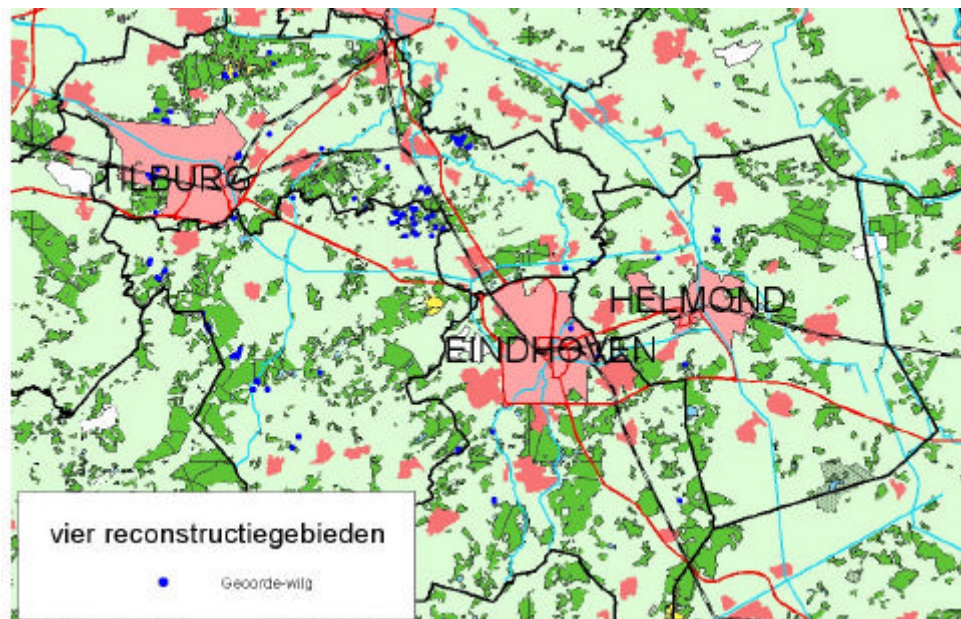 TILBURG
HELMOND
EINDHOVEN
vier reconstructiegebieden
Geoorde-wilg